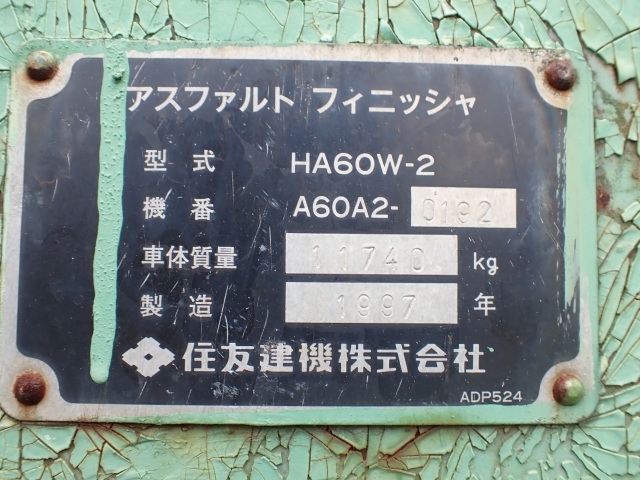 アスファルト フィニッシャ
型式 HA60W-2
機番 A60A2-0192
車体質量 11740 kg
製造 1997 年
住友建機株式会社
ADP524